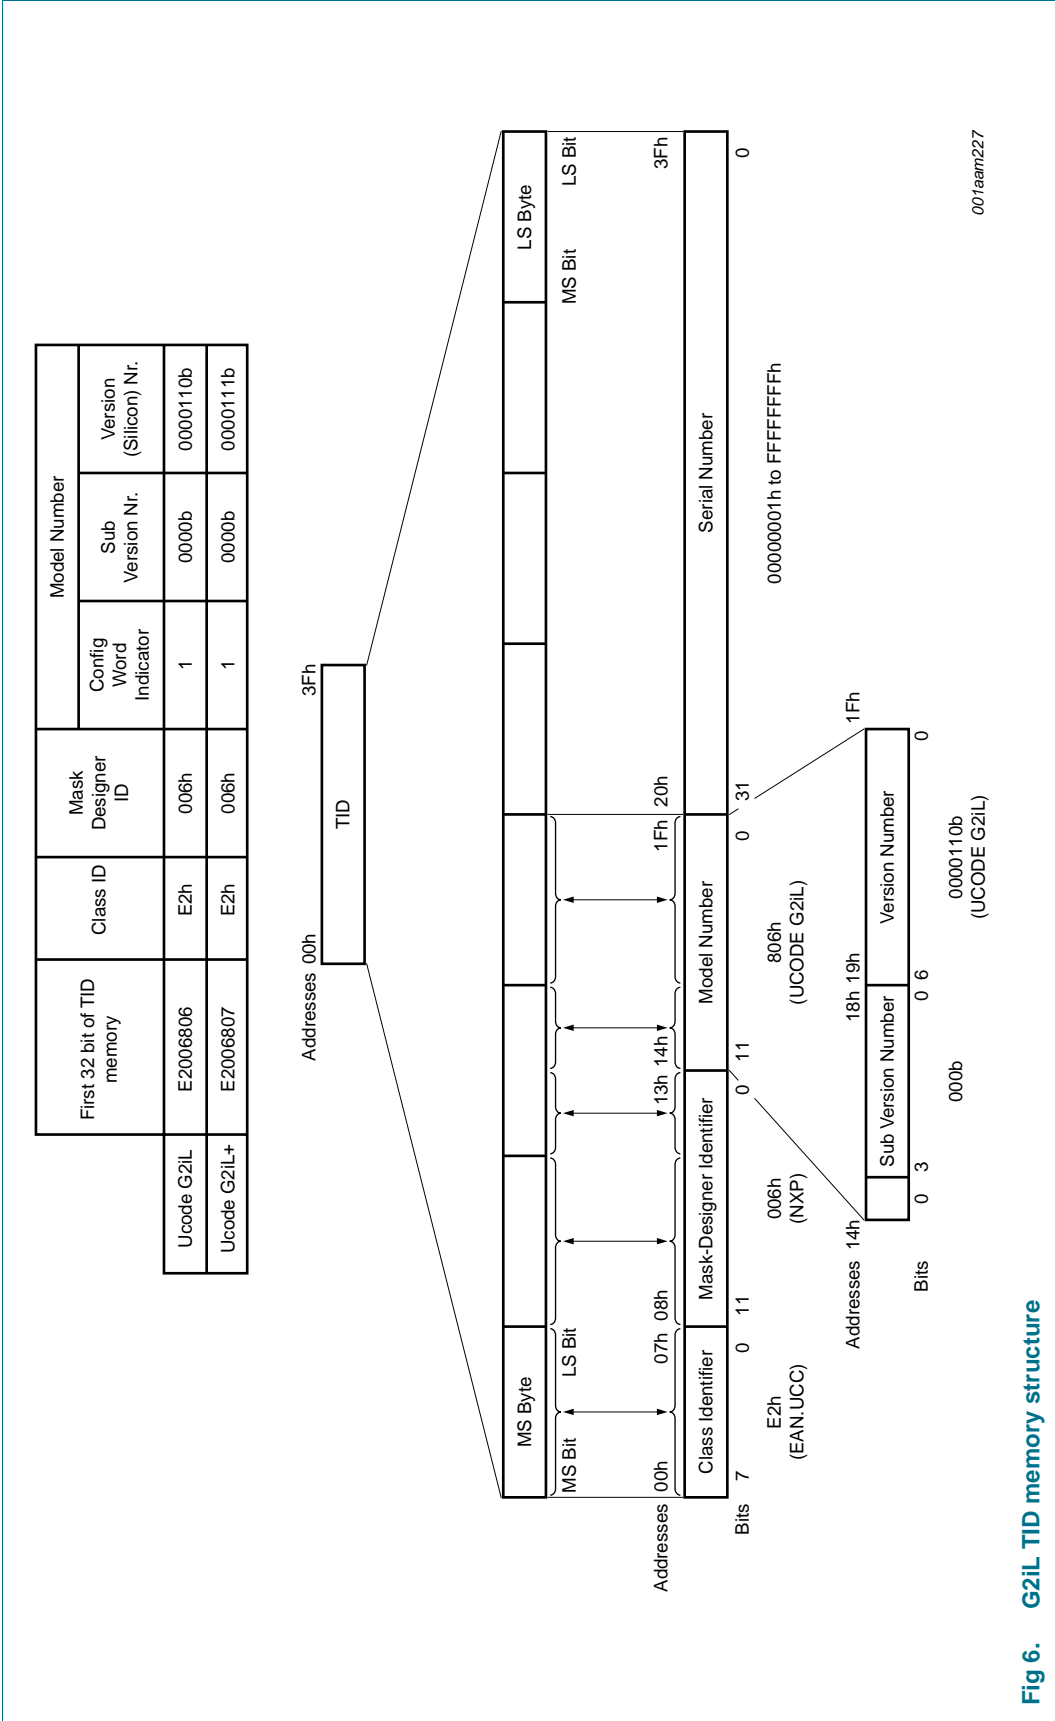 Model Number
First 32 bit of TID
memory
Class ID
Mask
Designer
ID
Config
Word
Indicator
Sub
Version Nr.
Version
(Silicon) Nr.
Ucode G2iL E2006806 E2h 006h 1 0000b 0000110b
Ucode G2iL+ E2006807 E2h 006h 1 0000b 0000111b
Addresses 00h 3Fh
TID
MS Byte LS Byte
MS Bit LS Bit MS Bit LS Bit
Addresses 00h 07h 08h 13h 14h 1Fh 20h 3Fh
Class Identifier Mask-Designer Identifier Model Number Serial Number
Bits 7 0 11 0 11 0 31 0
E2h
(EAN.UCC)
006h
(NXP)
806h
(UCODE G2iL)
00000001h to FFFFFFFFh
Addresses 14h 18h 19h 1Fh
Sub Version Number Version Number
Bits 0 3 0 6 0
000b
0000110b
(UCODE G2iL)
001aam227
Fig 6. G2iL TID memory structure